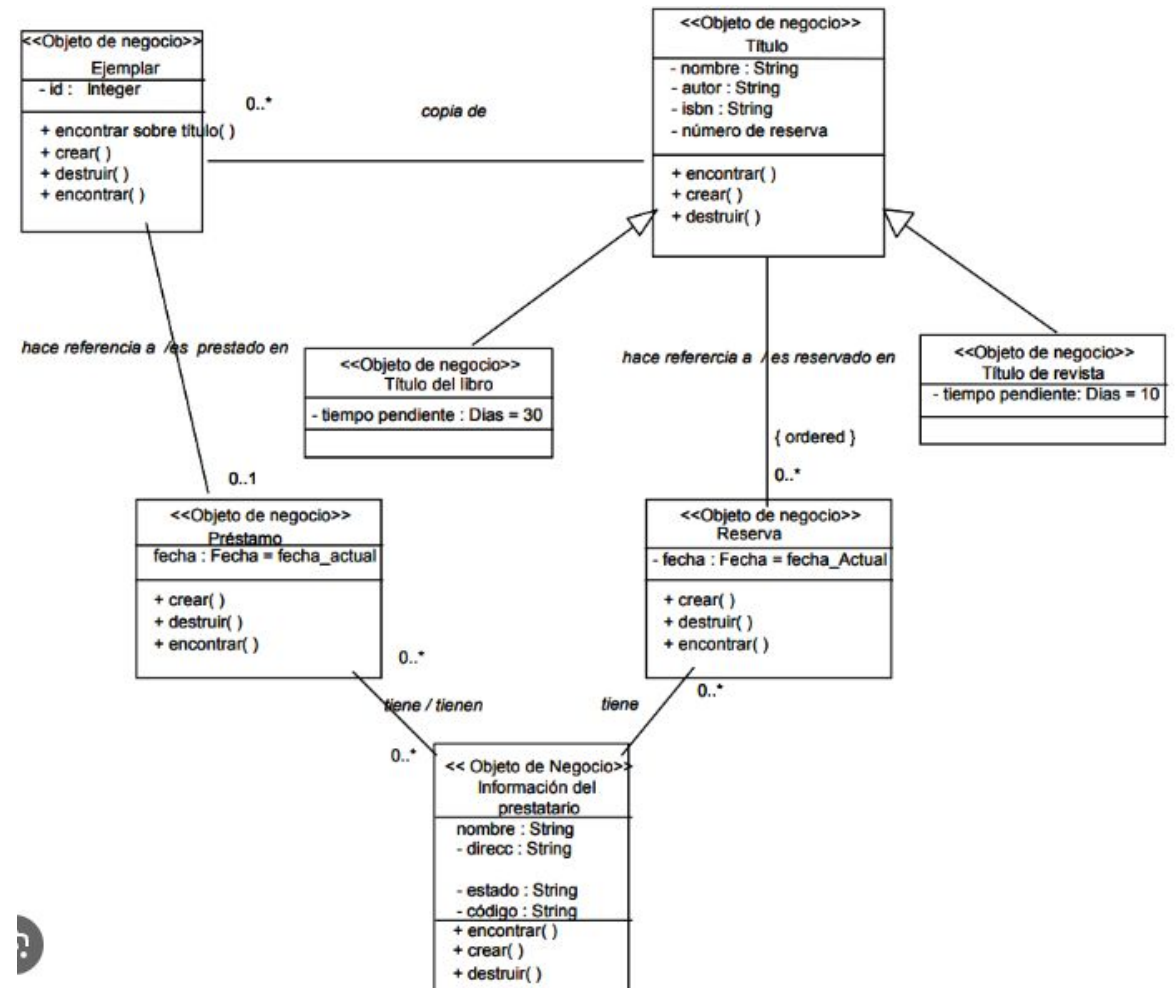 <<Objeto de negocio>>
Ejemplar
- id : Integer
+ encontrar sobre título( )
+ crear( )
+ destruir( )
+ encontrar( )
0..*
copia de
<<Objeto de negocio>>
Título
- nombre : String
- autor : String
- isbn : String
- número de reserva
+ encontrar( )
+ crear( )
+ destruir( )
hace referencia a / es prestado en
<<Objeto de negocio>>
Título del libro
- tiempo pendiente : Dias = 30
hace refercia a / es reservado en
<<Objeto de negocio>>
Título de revista
- tiempo pendiente: Dias = 10
{ ordered }
0..1
0..*
<<Objeto de negocio>>
Préstamo
fecha : Fecha = fecha_actual
+ crear( )
+ destruir( )
+ encontrar( )
<<Objeto de negocio>>
Reserva
- fecha : Fecha = fecha_Actual
+ crear( )
+ destruir( )
+ encontrar( )
0..*
0..*
tiene / tienen
tiene
0..*
<< Objeto de Negocio>>
Información del
prestatario
nombre : String
- direcc : String
- estado : String
- código : String
+ encontrar( )
+ crear( )
+ destruir( )